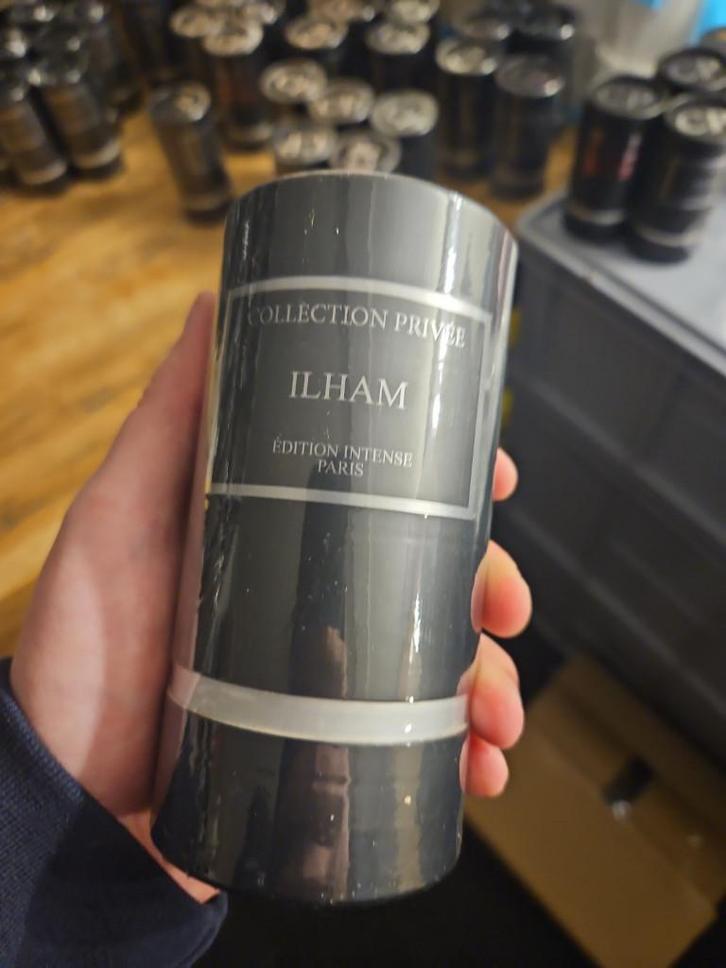 COLLECTION PRIVÉE
ILHAM
ÉDITION INTENSE
PARIS